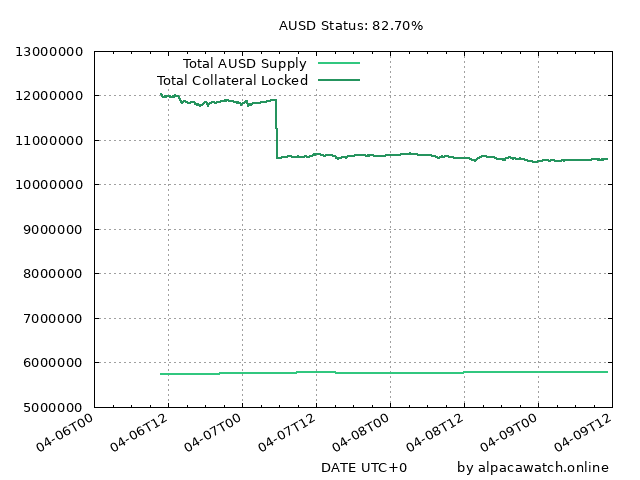 AUSD Status: 82.70%
Total AUSD Supply
Total Collateral Locked
13000000
12000000
11000000
10000000
9000000
8000000
7000000
6000000
5000000
04-06T00
04-06T12
04-07T00
04-07T12
04-08T00
04-08T12
04-09T00
04-09T12
DATE UTC+0
by alpacawatch.online